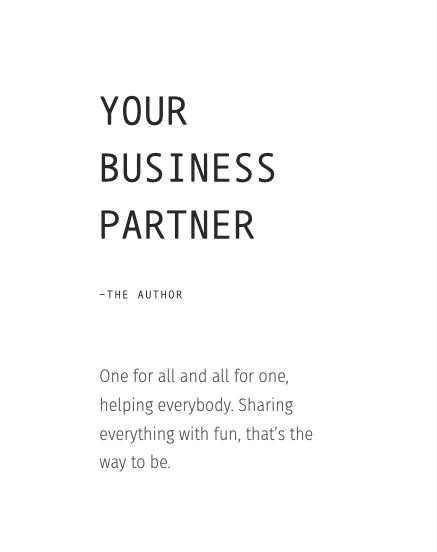 YOUR
BUSINESS
PARTNER
–THE AUTHOR
One for all and all for one,
helping everybody. Sharing
everything with fun, that’s the
way to be.